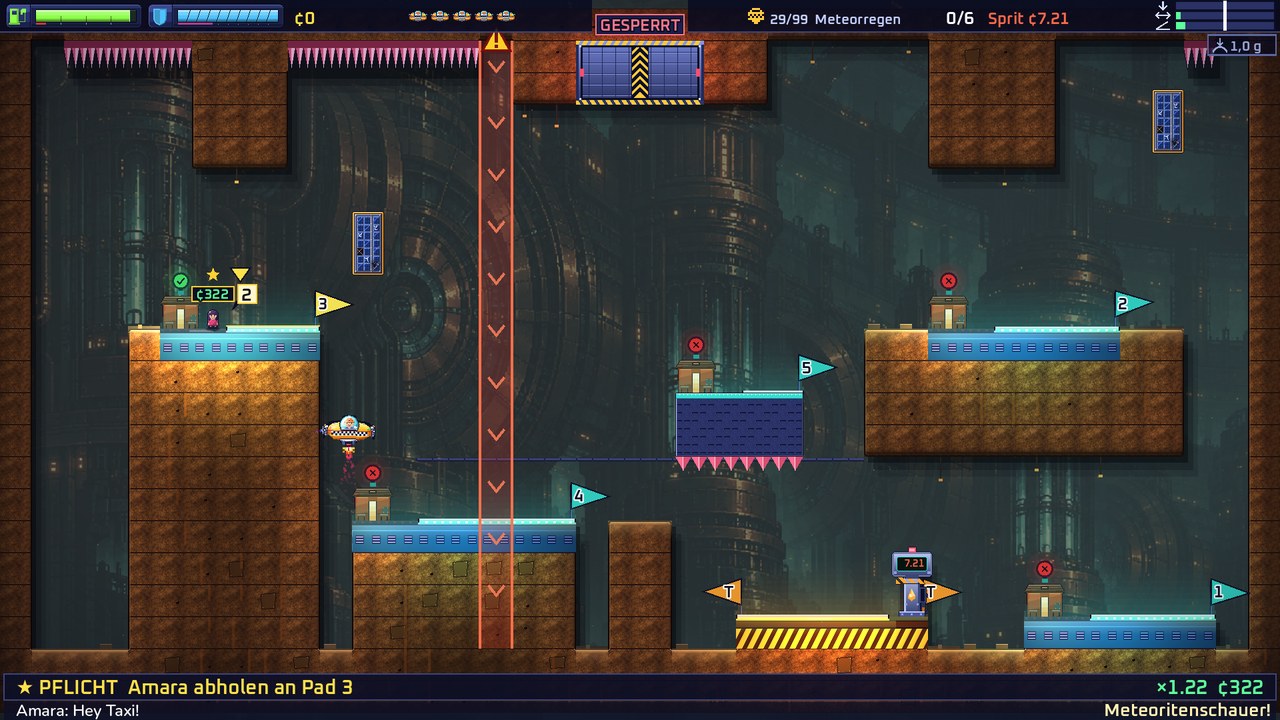 ¢0
GESPERRT
29/99 Meteorregen
0/6
Sprit ¢7.21
1,0 g
¢322
2
3
2
5
4
7.21
T
T
1
★ PFLICHT Amara abholen an Pad 3
×1.22 ¢322
Amara: Hey Taxi!
Meteoritenschauer!